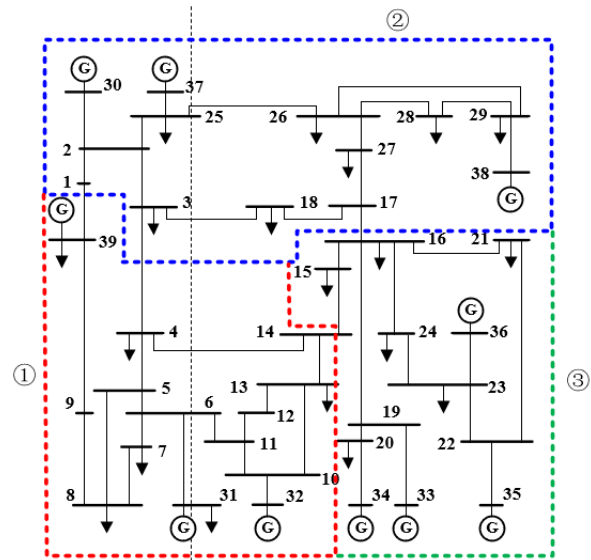 ②
G G
30 37
25 26 28 29
2 27
38
1 G
G 3 18 17
39 16 21
15
G
4 14 24 36
① ③
5 13 23
9 6 12 19
7 11 20 22
8 31 10
32 34 33 35
G G G G G